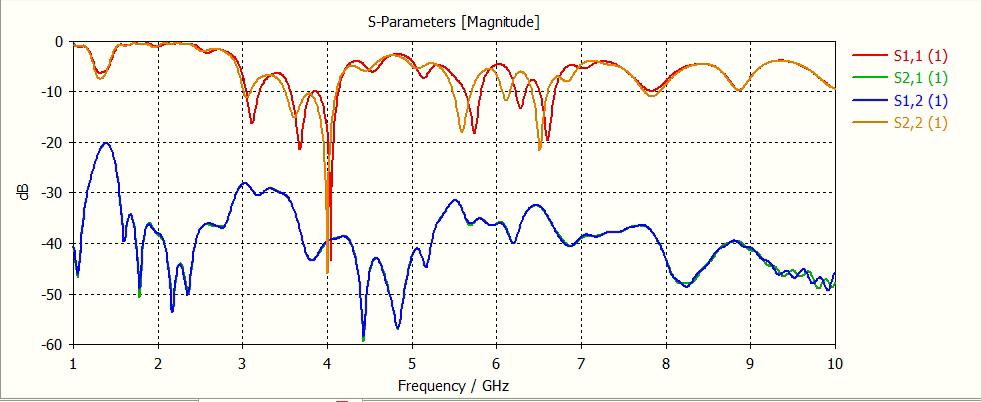 S-Parameters [Magnitude]
0
-10
-20
-30
-40
-50
-60
dB
1 2 3 4 5 6 7 8 9 10
Frequency / GHz
S1,1 (1)
S2,1 (1)
S1,2 (1)
S2,2 (1)